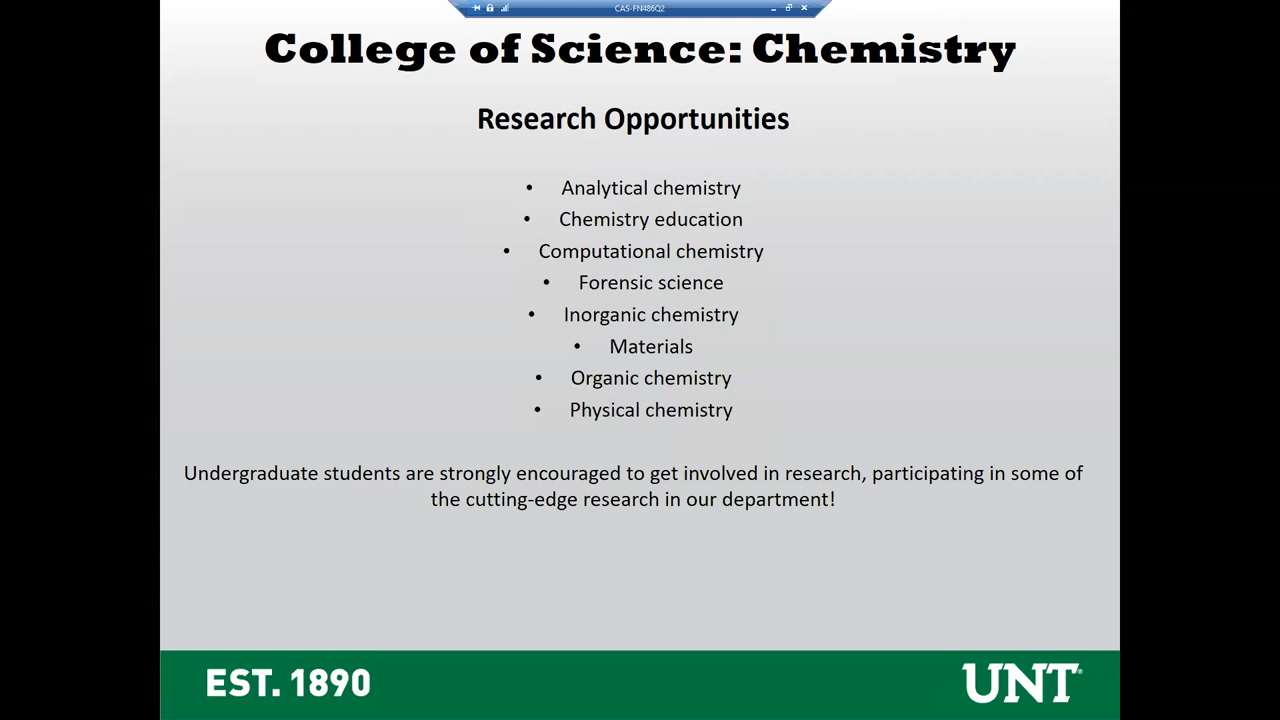 CAS-FN486Q2
College of Science: Chemistry
Research Opportunities
• Analytical chemistry
• Chemistry education
• Computational chemistry
• Forensic science
• Inorganic chemistry
• Materials
• Organic chemistry
• Physical chemistry
Undergraduate students are strongly encouraged to get involved in research, participating in some of
the cutting-edge research in our department!
EST. 1890
UNT®